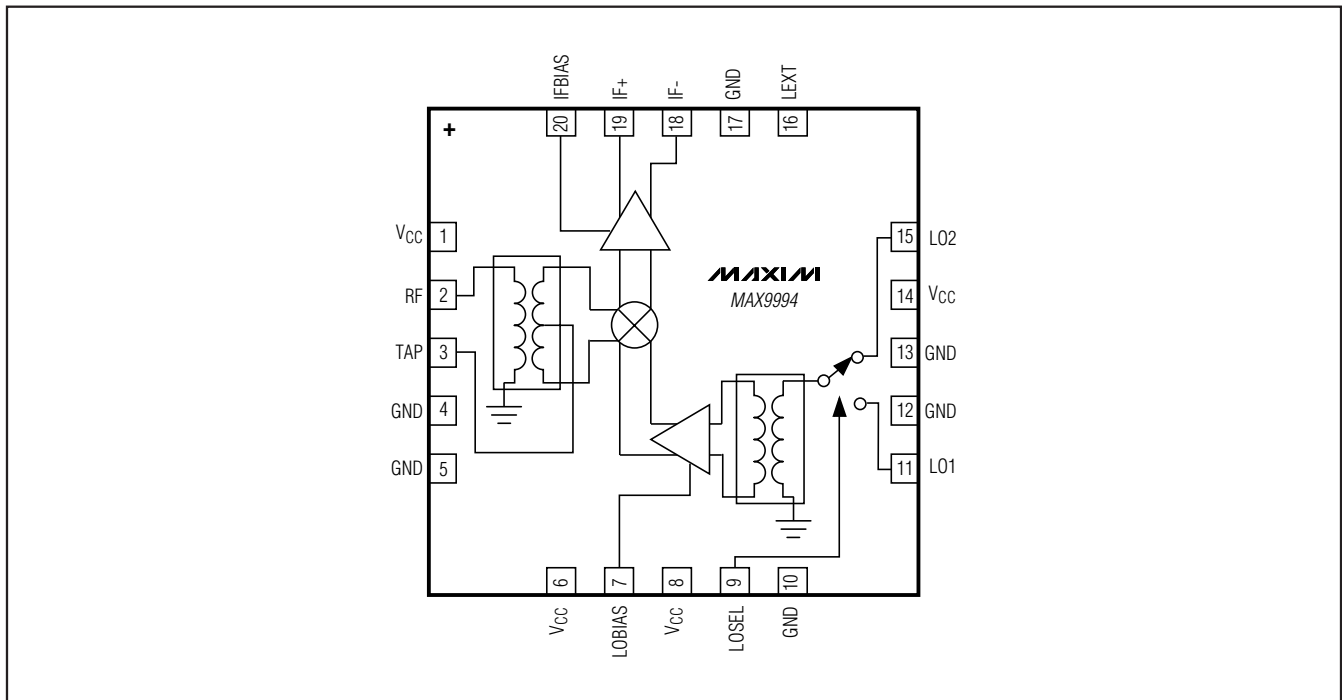 IFBIAS
IF+
IF-
GND
LEXT
20
19
18
17
16
+
VCC 1
RF 2
TAP 3
GND 4
GND 5
MAXIM
MAX9994
15 LO2
14 VCC
13 GND
12 GND
11 LO1
6
7
8
9
10
VCC
LOBIAS
VCC
LOSEL
GND